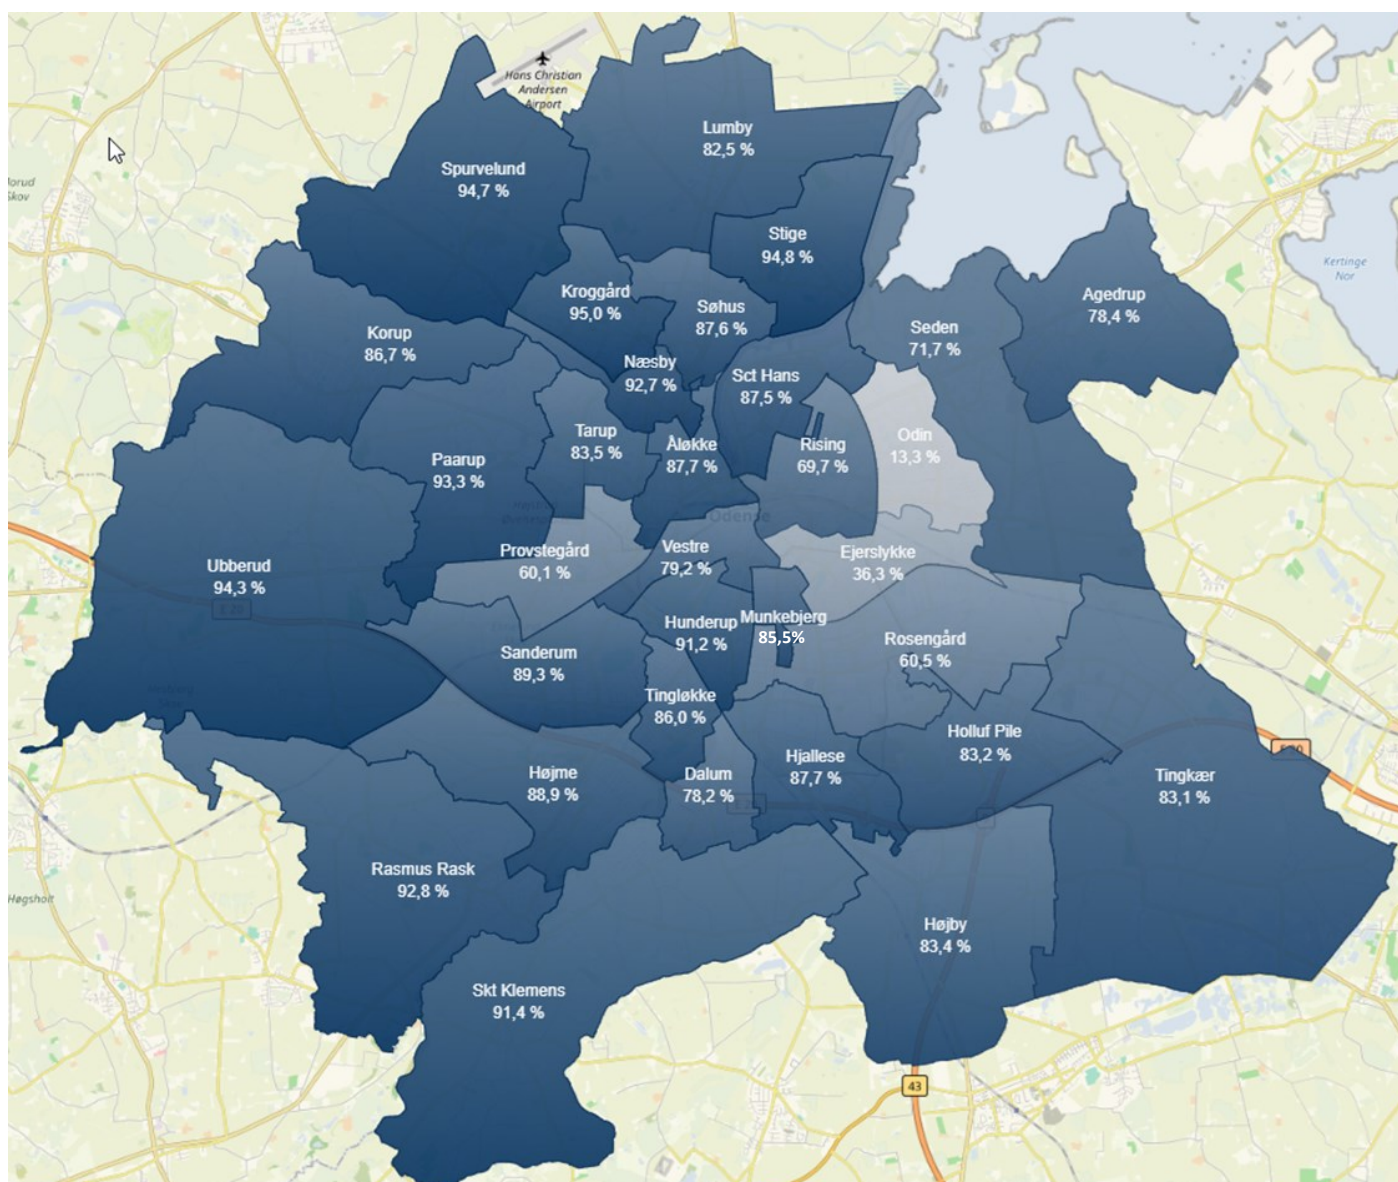 Hans Christian
Andersen
Airport
Lumby
82,5 %
Spurvelund
94,7 %
Skov
Stige
94,8 %
Kertinge
Nor
Kroggård
95,0 %
Søhus
87,6 %
Agedrup
78,4 %
Korup
86,7 %
Seden
71,7 %
Næsby
92,7 %
Sct Hans
87,5 %
Tarup
83,5 %
Åløkke
87,7 %
Rising
69,7 %
Odin
13,3 %
Paarup
93,3 %
Odense
Provstegård
60,1 %
Vestre
79,2 %
Ejerslykke
36,3 %
Ubberud
94,3 %
E 20
Hunderup
91,2 %
Munkebjerg
85,5%
Rosengård
60,5 %
Sanderum
89,3 %
Tingløkke
86,0 %
Holluf Pile
83,2 %
Hjallese
87,7 %
Højme
88,9 %
Dalum
78,2 %
Tingkær
83,1 %
Rasmus Rask
92,8 %
Høgsholt
Højby
83,4 %
Skt Klemens
91,4 %
43